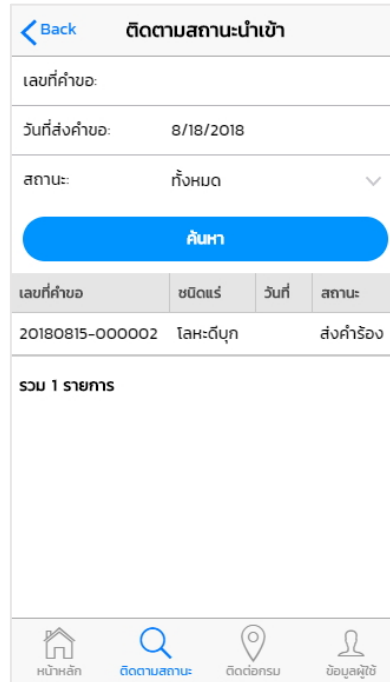 Back ติดตามสถานะนำเข้า
เลขที่คำขอ:
วันที่ส่งคำขอ: 8/18/2018
สถานะ: ทั้งหมด
ค้นหา
เลขที่คำขอ ชนิดแร่ วันที่ สถานะ
20180815-000002 โลหะดีบุก ส่งคำร้อง
รวม 1 รายการ
หน้าหลัก ติดตามสถานะ ติดต่อกรม ข้อมูลผู้ใช้